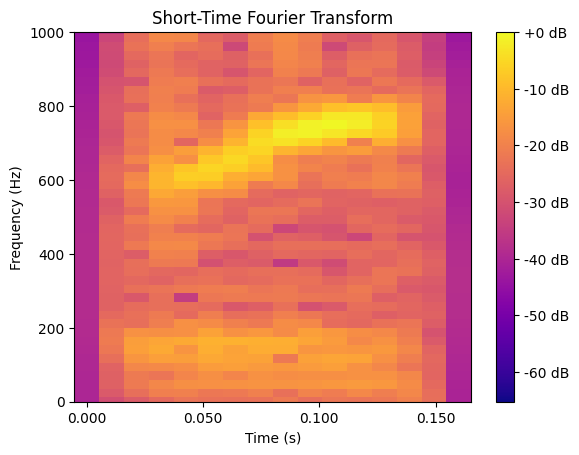 Short-Time Fourier Transform
Frequency (Hz)
1000
800
600
400
200
0
0.000
0.050
0.100
0.150
Time (s)
+0 dB
-10 dB
-20 dB
-30 dB
-40 dB
-50 dB
-60 dB